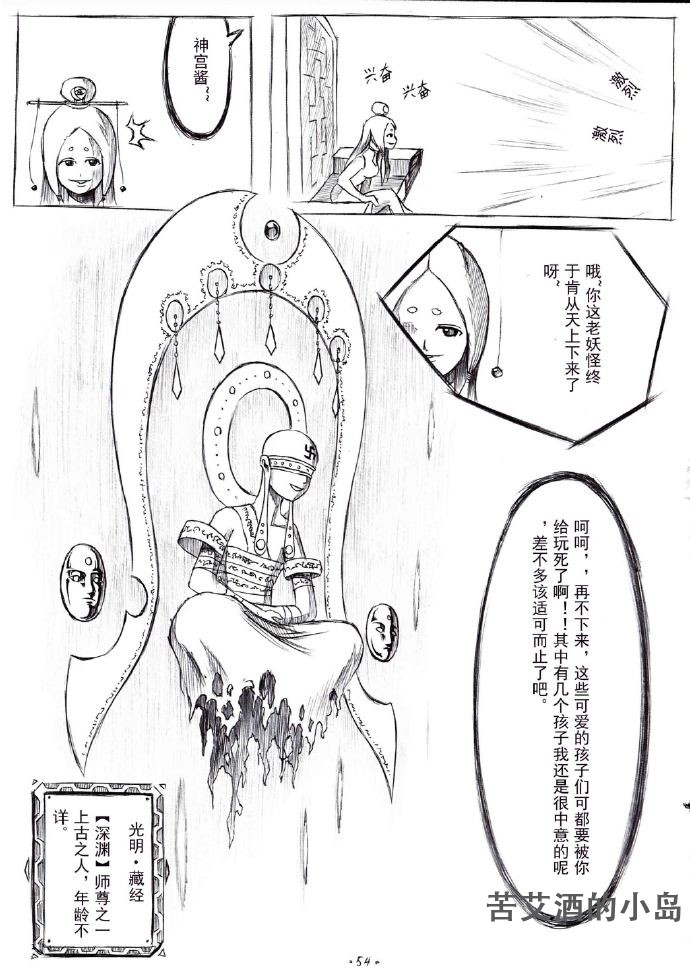 神宫酱~
兴奋
兴奋
激烈
激烈
哦~你这老妖怪终
于肯从天上下来了
呀~
呵呵，，再不下来，这些可爱的孩子们可都要被你
给玩死了啊！！其中有几个孩子我还是很中意的呢
，差不多该适可而止了吧。
光明·藏经
【深渊】师尊之一
上古之人，年龄不
详。
苦艾酒的小岛
·54·